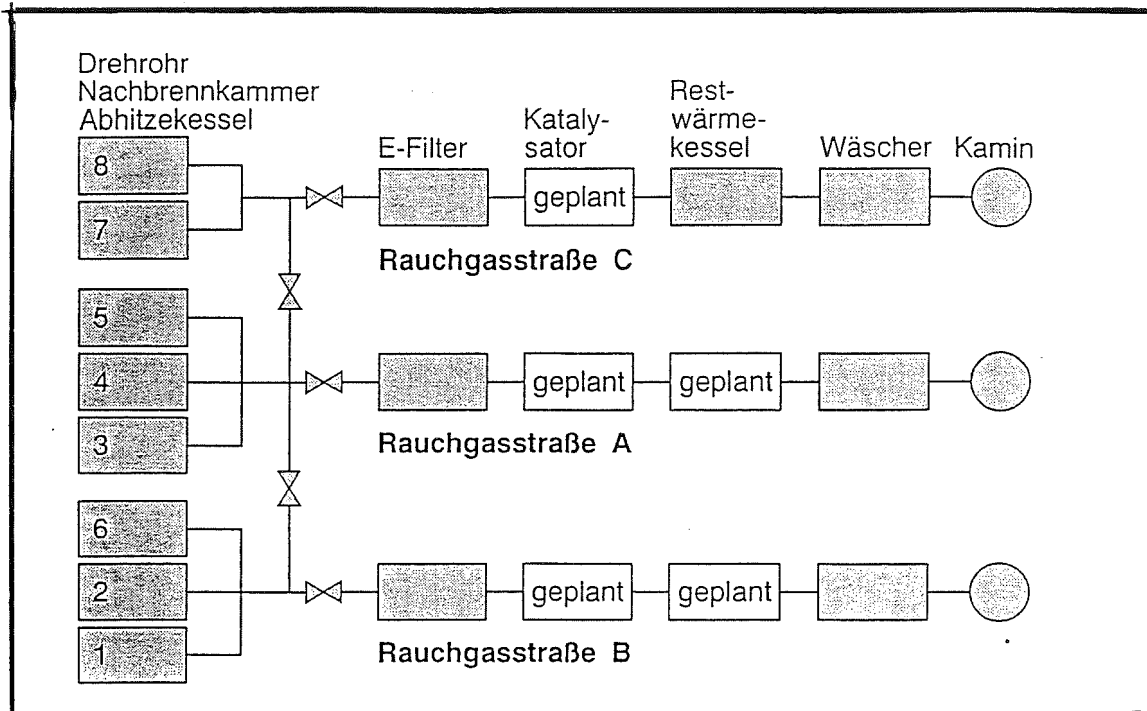 Drehrohr
Nachbrennkammer
Abhitzekessel
8
7
5
4
3
6
2
1
E-Filter
Kataly-
sator
Rest-
wärme-
kessel
Wäscher
Kamin
geplant
Rauchgasstraße C
geplant
geplant
Rauchgasstraße A
geplant
geplant
Rauchgasstraße B